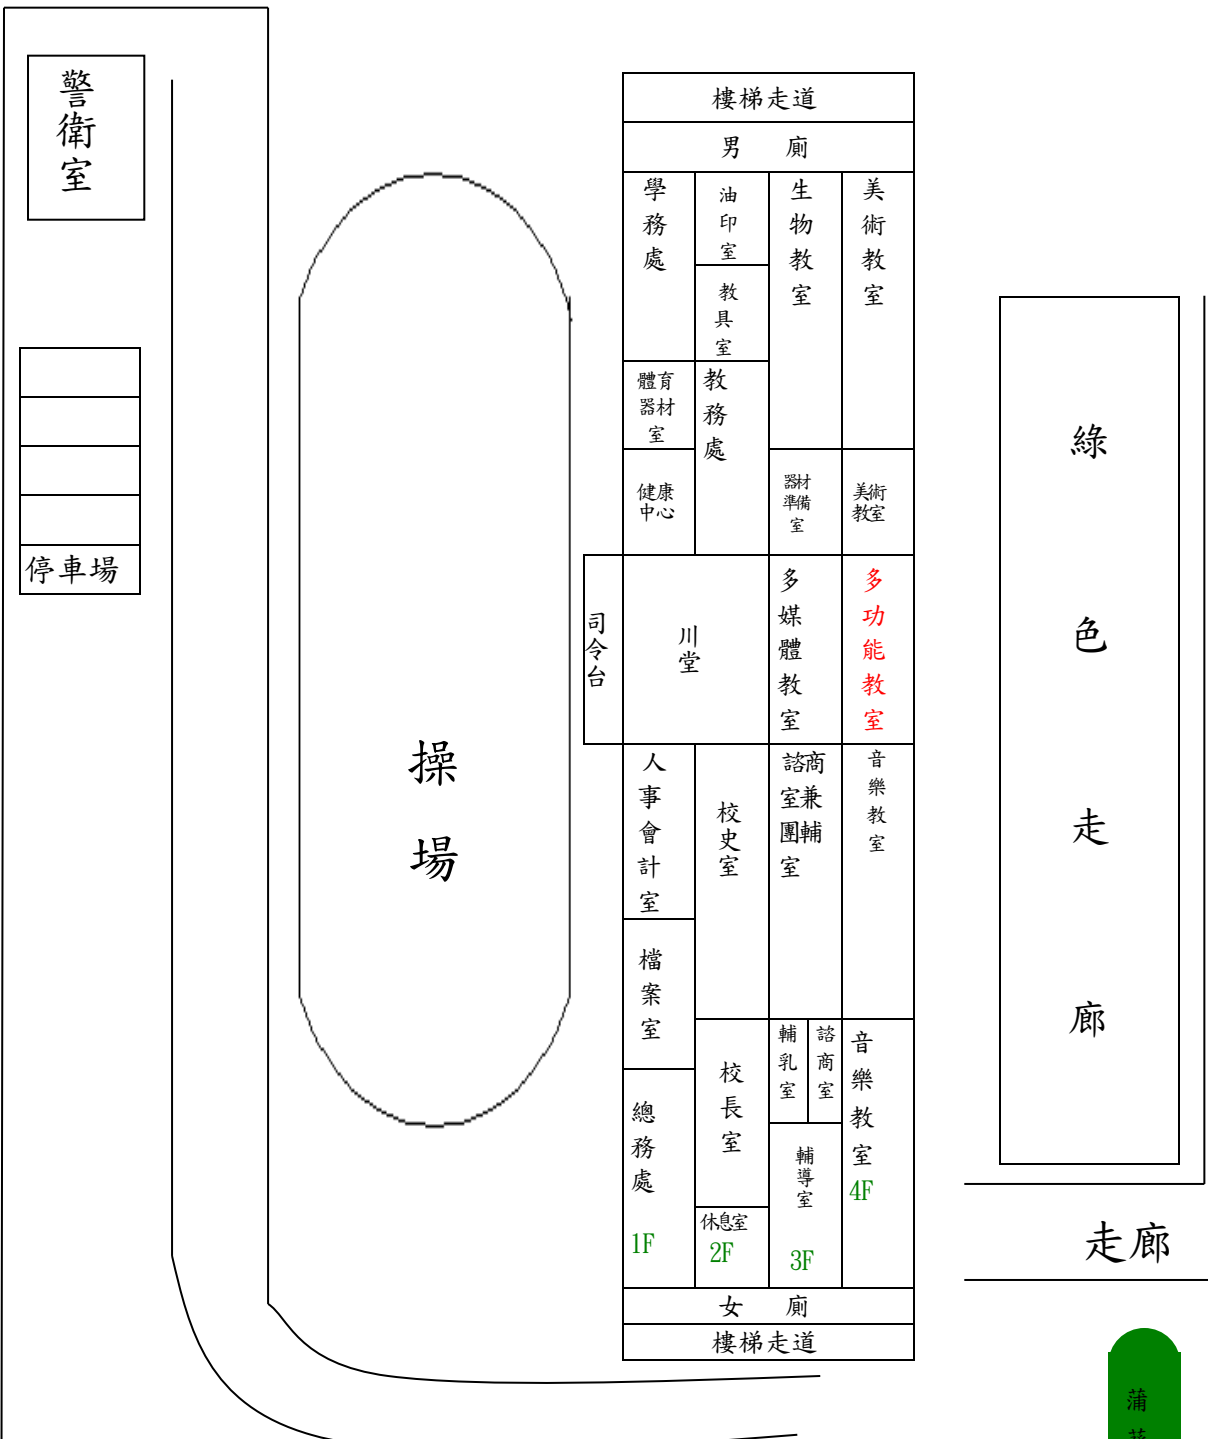 警衛室
停車場
操場
樓梯走道
男廁
學務處
油印室
教具室
生物教室
美術教室
體育
器材
室
教務處
健康
中心
器材
準備
室
美術
教室
司令台
川堂
多媒體教室
多功能教室
人事會計室
校史室
諮商
室兼
團輔
室
音樂教室
檔案室
總務處
1F
校長室
休息室
2F
輔乳室
諮商室
輔導室
3F
音樂教室
4F
女廁
樓梯走道
綠色走廊
走廊
蒲